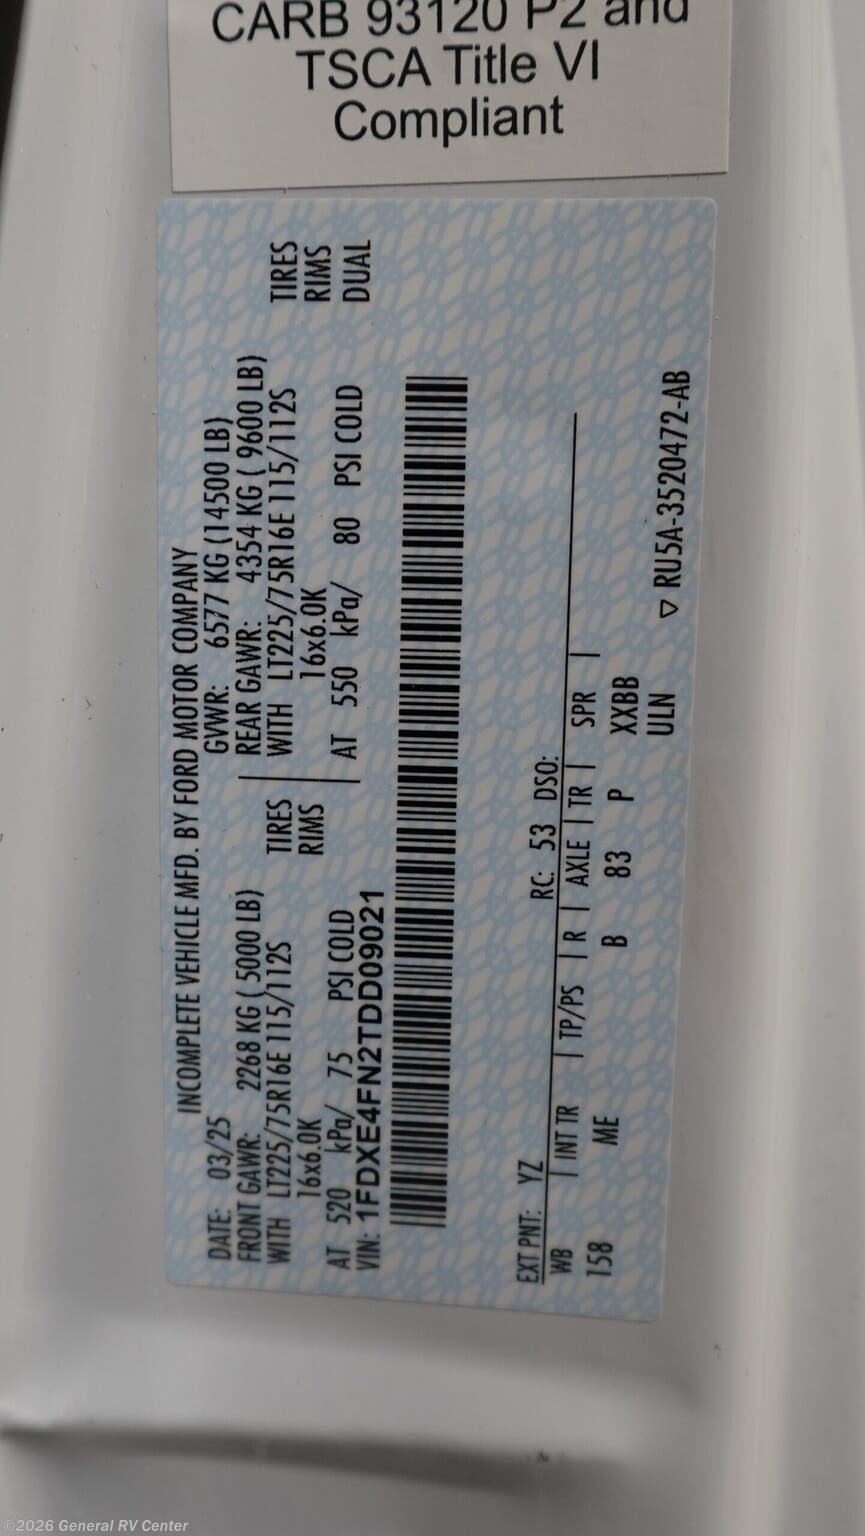 CARB 93120 P2 and
TSCA Title VI
Compliant
INCOMPLETE VEHICLE MFD. BY FORD MOTOR COMPANY
DATE: 03/25 GVWR: 6577 KG (14500 LB)
FRONT GAWR: 2268 KG ( 5000 LB) REAR GAWR: 4354 KG ( 9600 LB)
WITH LT225/75R16E 115/112S TIRES WITH LT225/75R16E 115/112S TIRES
16x6.0K RIMS 16x6.0K RIMS
AT 520 kPa/ 75 PSI COLD AT 550 kPa/ 80 PSI COLD DUAL
VIN: 1FDXE4FN2TDD09021
EXT PNT: YZ RC: 53 DSO:
WB | INT TR | TP/PS | R | AXLE | TR | SPR |
158 ME B 83 P XXBB
ULN
▽ RU5A-3520472-AB
©2026 General RV Center